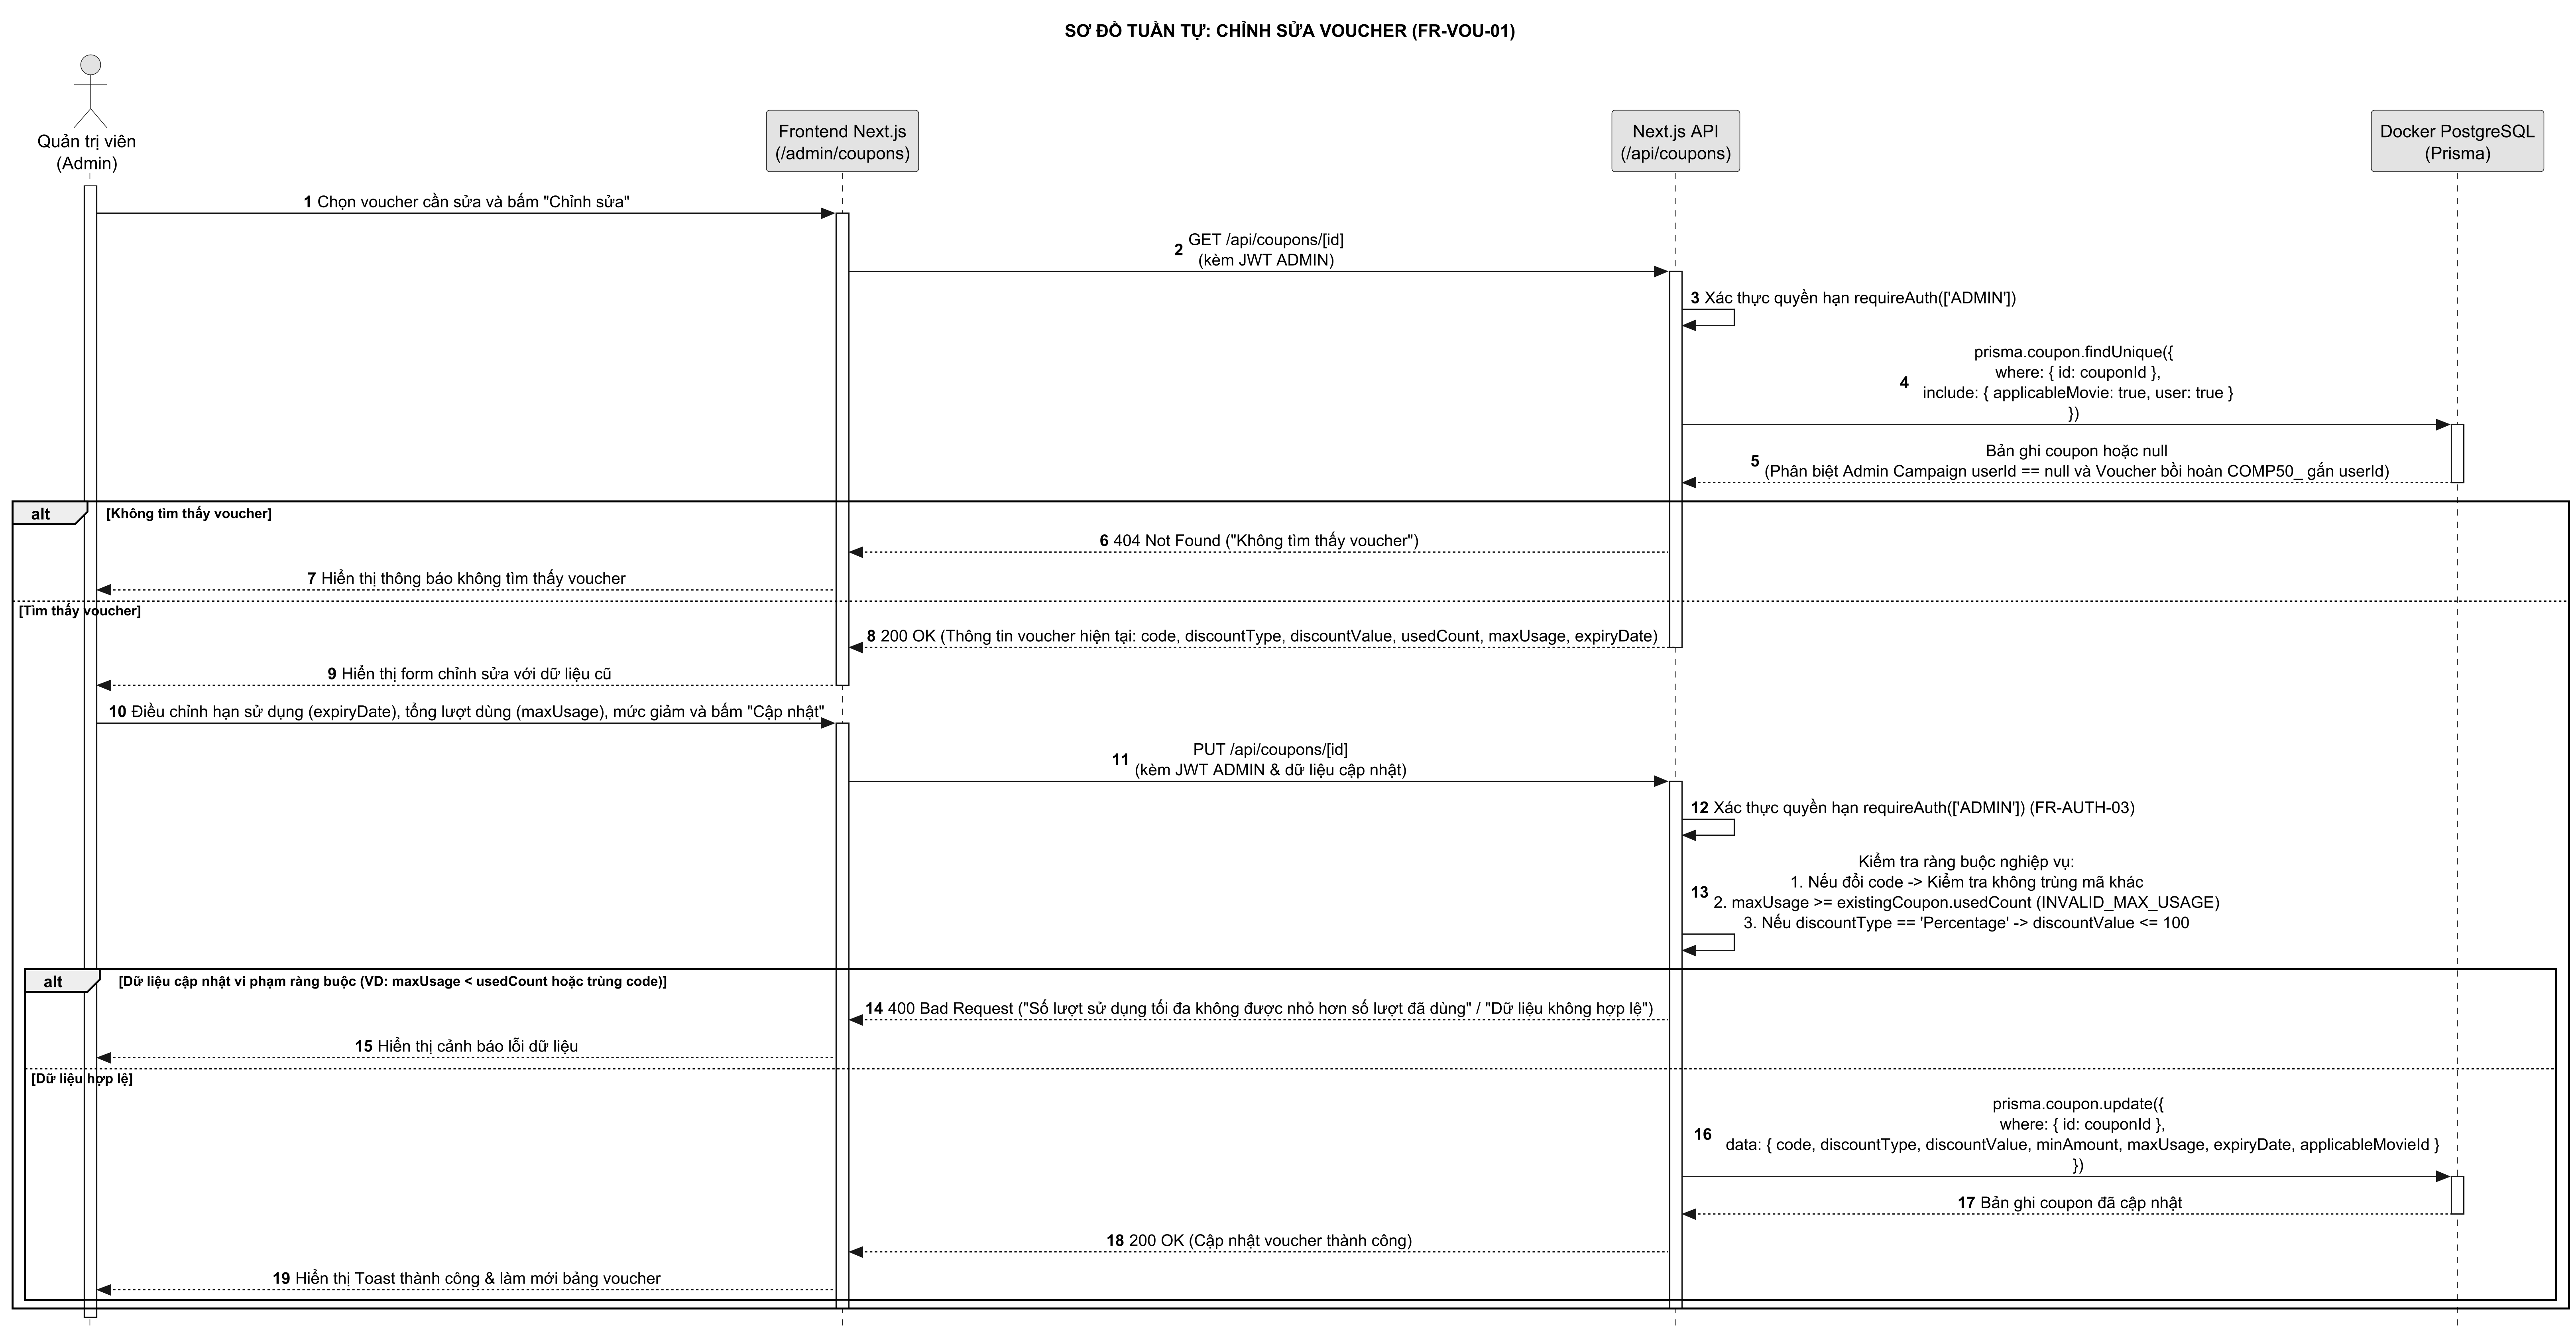 SƠ ĐỒ TUẦN TỰ: CHỈNH SỬA VOUCHER (FR-VOU-01)
Quản trị viên
(Admin)
Frontend Next.js
(/admin/coupons)
Next.js API
(/api/coupons)
Docker PostgreSQL
(Prisma)
1 Chọn voucher cần sửa và bấm "Chỉnh sửa"
2 GET /api/coupons/[id]
(kèm JWT ADMIN)
3 Xác thực quyền hạn requireAuth(['ADMIN'])
prisma.coupon.findUnique({
where: { id: couponId },
4 include: { applicableMovie: true, user: true }
})
Bản ghi coupon hoặc null
5 (Phân biệt Admin Campaign userId == null và Voucher bồi hoàn COMP50_ gắn userId)
alt [Không tìm thấy voucher]
6 404 Not Found ("Không tìm thấy voucher")
7 Hiển thị thông báo không tìm thấy voucher
[Tìm thấy voucher]
8 200 OK (Thông tin voucher hiện tại: code, discountType, discountValue, usedCount, maxUsage, expiryDate)
9 Hiển thị form chỉnh sửa với dữ liệu cũ
10 Điều chỉnh hạn sử dụng (expiryDate), tổng lượt dùng (maxUsage), mức giảm và bấm "Cập nhật"
11 PUT /api/coupons/[id]
(kèm JWT ADMIN & dữ liệu cập nhật)
12 Xác thực quyền hạn requireAuth(['ADMIN']) (FR-AUTH-03)
Kiểm tra ràng buộc nghiệp vụ:
1. Nếu đổi code -> Kiểm tra không trùng mã khác
13 2. maxUsage >= existingCoupon.usedCount (INVALID_MAX_USAGE)
3. Nếu discountType == 'Percentage' -> discountValue <= 100
alt [Dữ liệu cập nhật vi phạm ràng buộc (VD: maxUsage < usedCount hoặc trùng code)]
14 400 Bad Request ("Số lượt sử dụng tối đa không được nhỏ hơn số lượt đã dùng" / "Dữ liệu không hợp lệ")
15 Hiển thị cảnh báo lỗi dữ liệu
[Dữ liệu hợp lệ]
prisma.coupon.update({
where: { id: couponId },
16 data: { code, discountType, discountValue, minAmount, maxUsage, expiryDate, applicableMovieId }
})
17 Bản ghi coupon đã cập nhật
18 200 OK (Cập nhật voucher thành công)
19 Hiển thị Toast thành công & làm mới bảng voucher